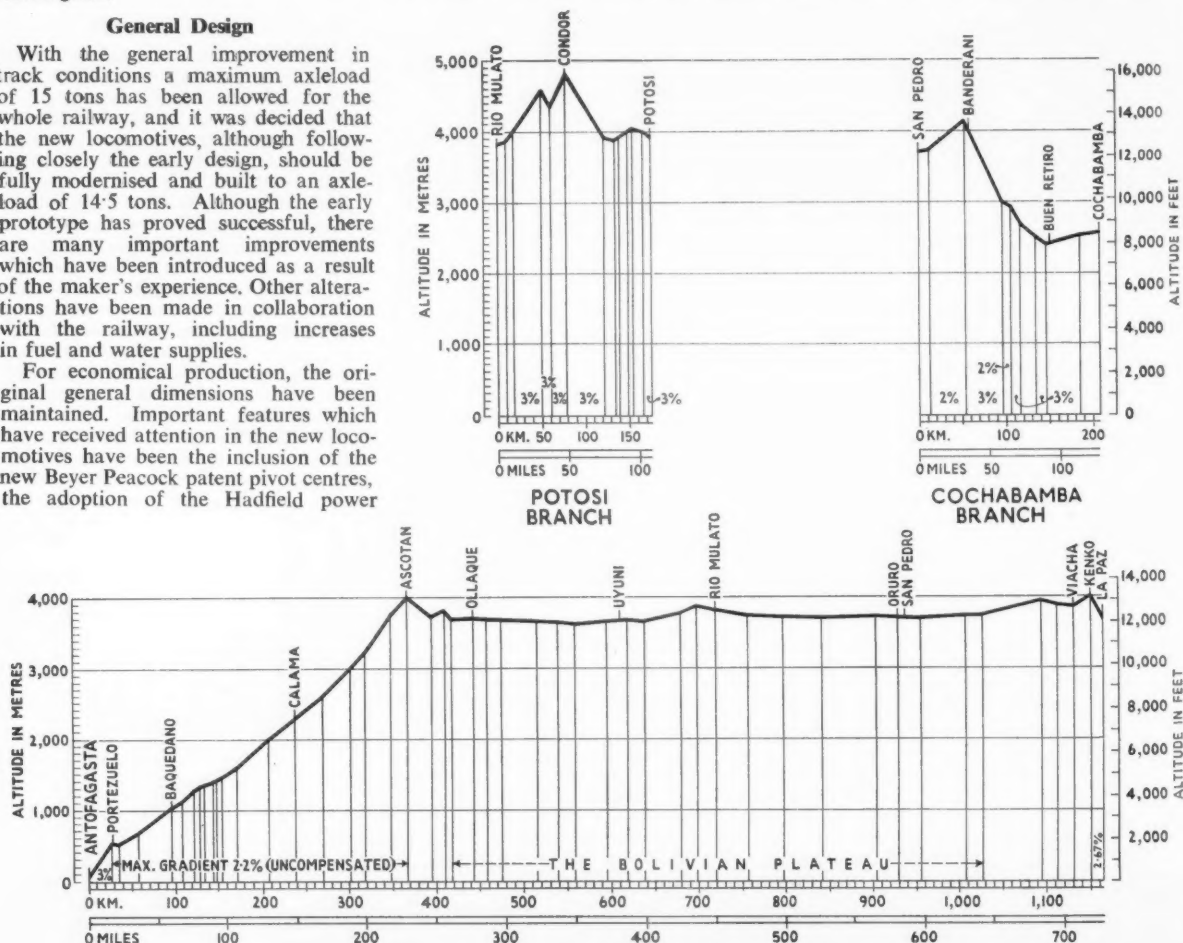 General Design
With the general improvement in
track conditions a maximum axleload
of 15 tons has been allowed for the
whole railway, and it was decided that
the new locomotives, although follow-
ing closely the early design, should be
fully modernised and built to an axle-
load of 14·5 tons. Although the early
prototype has proved successful, there
are many important improvements
which have been introduced as a result
of the maker's experience. Other altera-
tions have been made in collaboration
with the railway, including increases
in fuel and water supplies.
For economical production, the ori-
ginal general dimensions have been
maintained. Important features which
have received attention in the new loco-
motives have been the inclusion of the
new Beyer Peacock patent pivot centres,
the adoption of the Hadfield power
ALTITUDE IN METRES
5,000
4,000
3,000
2,000
1,000
0
RIO MULATO
CONDOR
POTOSI
3%
3%
3%
3%
3%
0 KM. 50 100 150
0 MILES 50 100
POTOSI
BRANCH
SAN PEDRO
BANDERANI
BUEN RETIRO
COCHABAMBA
16,000
14,000
12,000
10,000
8,000
6,000
4,000
2,000
0
ALTITUDE IN FEET
2%
2% 3% 3%
0 KM. 100 200
0 MILES 50 100
COCHABAMBA
BRANCH
ALTITUDE IN METRES
4,000
3,000
2,000
1,000
0
ANTOFAGASTA
PORTEZUELO
BAQUEDANO
CALAMA
ASCOTAN
OLLAQUE
UYUNI
RIO MULATO
ORURO
SAN PEDRO
VIACHA
KENKO
LA PAZ
14,000
12,000
10,000
8,000
6,000
4,000
2,000
ALTITUDE IN FEET
3% MAX. GRADIENT 2·2% (UNCOMPENSATED) THE BOLIVIAN PLATEAU 2·67%
0 KM. 100 200 300 400 500 600 700 800 900 1,000 1,100
0 MILES 100 200 300 400 500 600 700